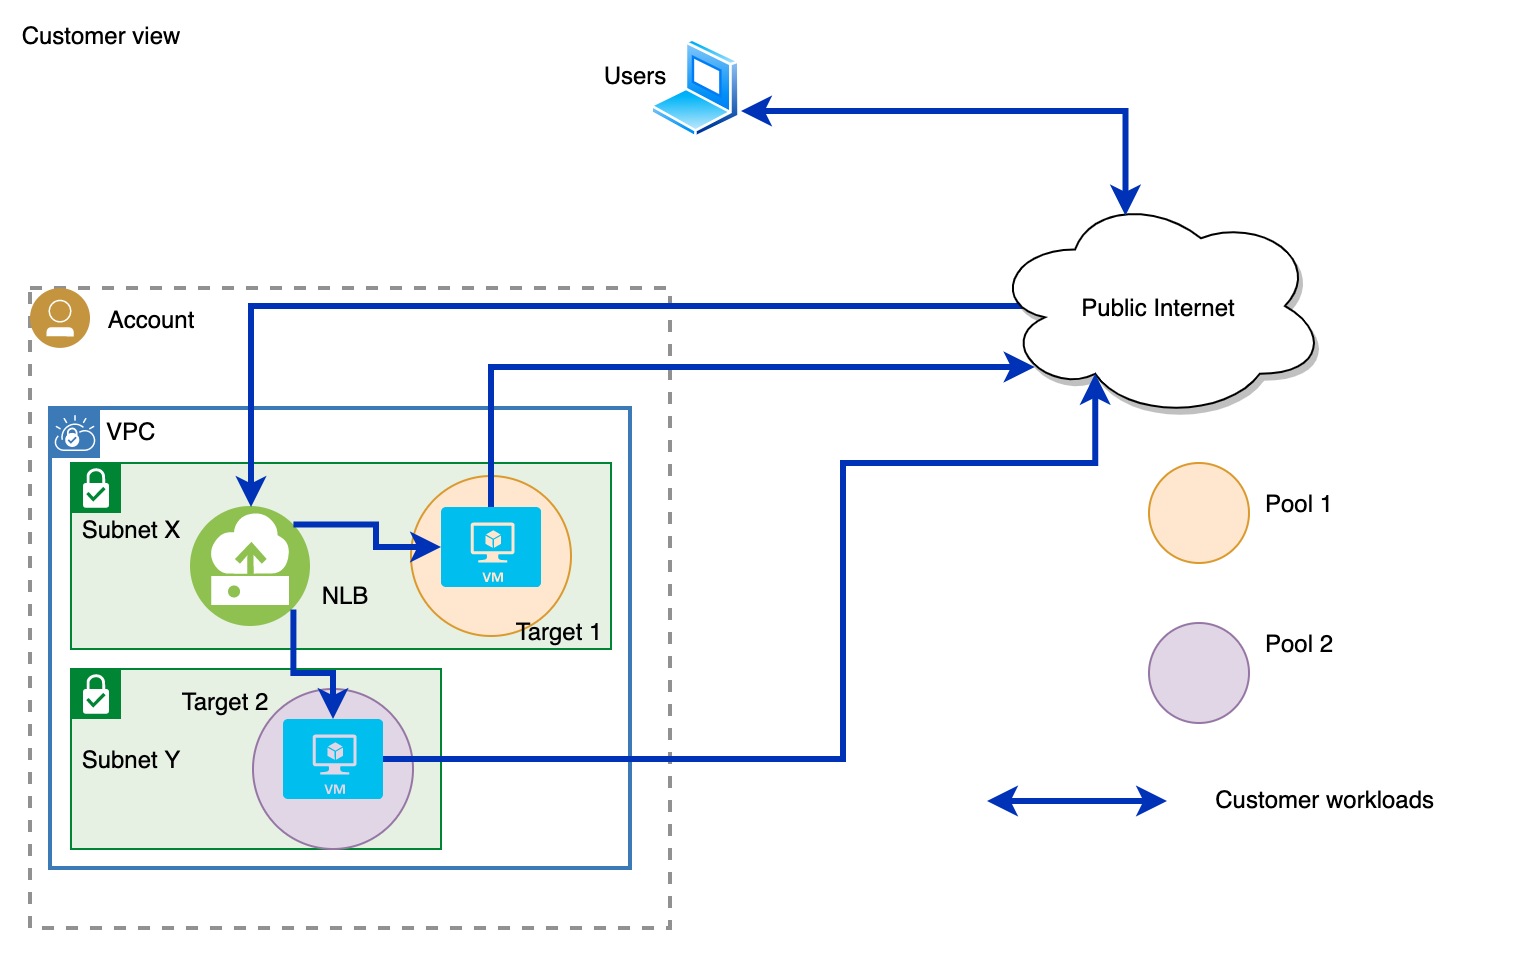 Customer view
Users
Public Internet
Account
VPC
Subnet X
NLB
VM
Target 1
Target 2
Subnet Y
VM
Pool 1
Pool 2
Customer workloads